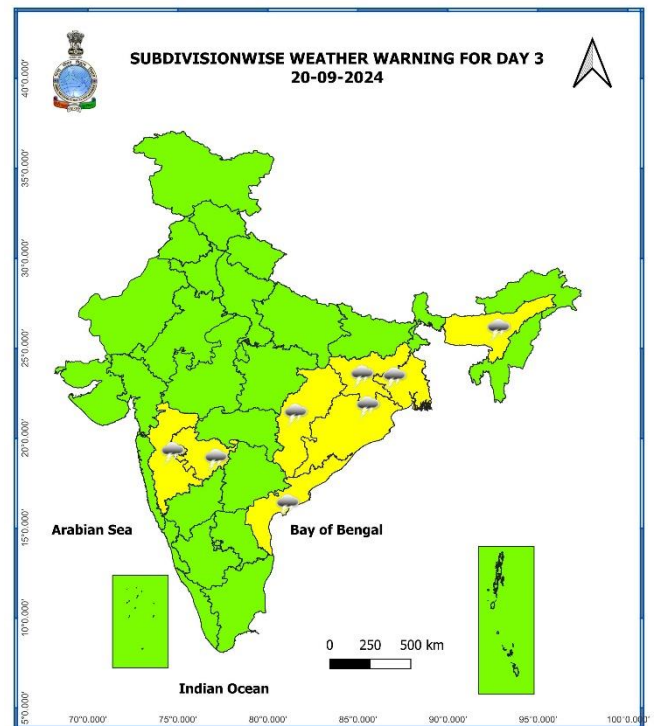 SUBDIVISIONWISE WEATHER WARNING FOR DAY 3
20-09-2024
40°0.000'
35°0.000'
30°0.000'
25°0.000'
20°0.000'
15°0.000'
10°0.000'
5°0.000'
Arabian Sea
Bay of Bengal
0 250 500 km
Indian Ocean
70°0.000' 75°0.000' 80°0.000' 85°0.000' 90°0.000' 95°0.000' 100°0.000'